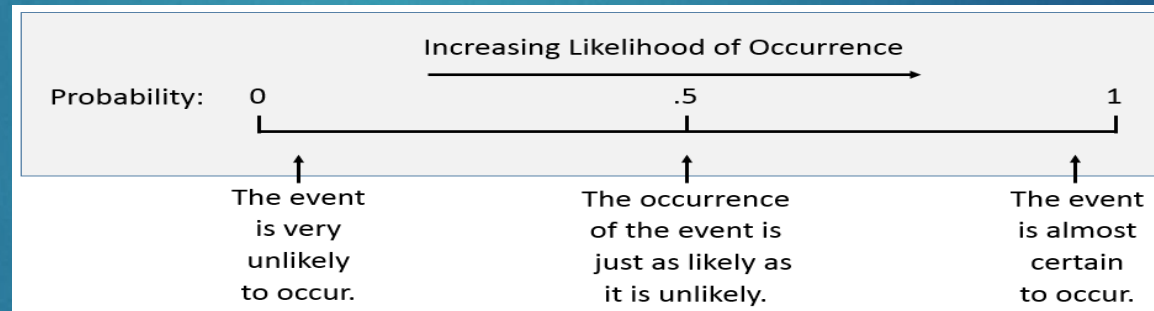 Increasing Likelihood of Occurrence
Probability: 0 .5 1
The event The occurrence The event
is very of the event is is almost
unlikely just as likely as certain
to occur. it is unlikely. to occur.